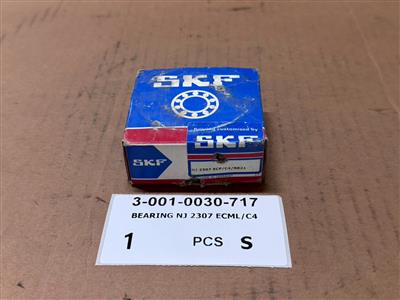 SKF
Bearing customized by
SKF
SKF
NJ 2307 ECP/C4/
3-001-0030-717
BEARING NJ 2307 ECML/C4
1 PCS S